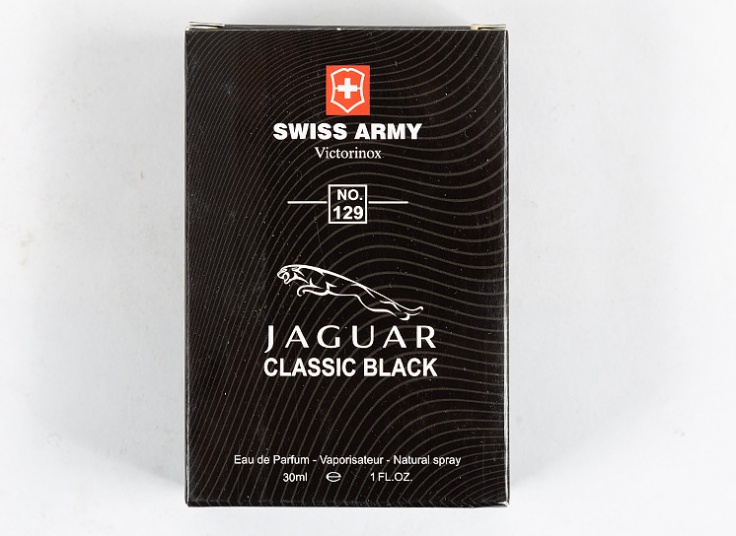 SWISS ARMY
Victorinox
NO.
129
JAGUAR
CLASSIC BLACK
Eau de Parfum - Vaporisateur - Natural spray
30ml ℮ 1 FL.OZ.